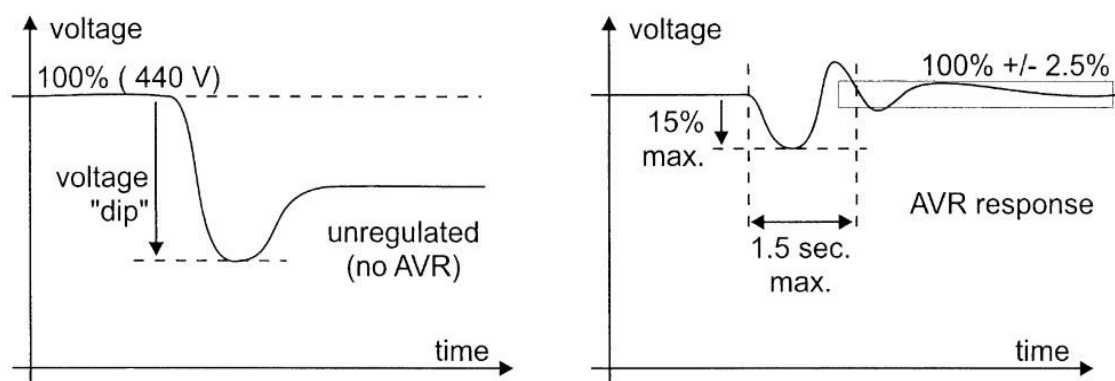 voltage
100% ( 440 V)
voltage
"dip"
unregulated
(no AVR)
time
voltage
100% +/- 2.5%
15%
max.
AVR response
1.5 sec.
max.
time